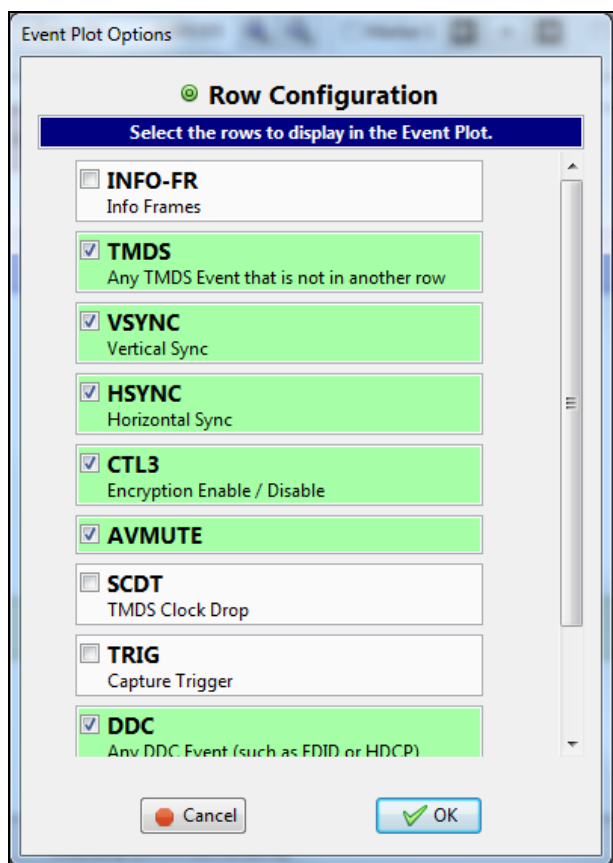 Event Plot Options
Row Configuration
Select the rows to display in the Event Plot.
INFO-FR
Info Frames
TMDS
Any TMDS Event that is not in another row
VSYNC
Vertical Sync
HSYNC
Horizontal Sync
CTL3
Encryption Enable / Disable
AVMUTE
SCDT
TMDS Clock Drop
TRIG
Capture Trigger
DDC
Any DDC Event (such as EDID or HDCP)
Cancel
OK